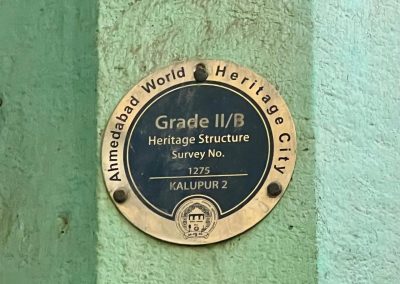 Ahmedabad World Heritage City
Grade II/B
Heritage Structure
Survey No.
1275
KALUPUR 2